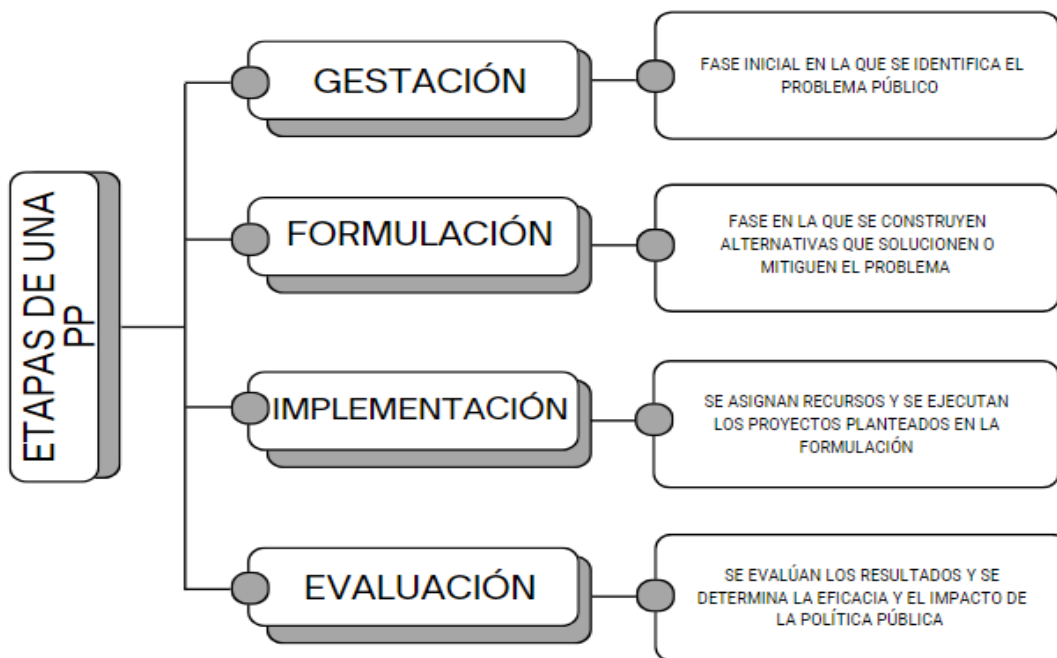 ETAPAS DE UNA
PP
GESTACIÓN
FASE INICIAL EN LA QUE SE IDENTIFICA EL
PROBLEMA PÚBLICO
FORMULACIÓN
FASE EN LA QUE SE CONSTRUYEN
ALTERNATIVAS QUE SOLUCIONEN O
MITIGUEN EL PROBLEMA
IMPLEMENTACIÓN
SE ASIGNAN RECURSOS Y SE EJECUTAN
LOS PROYECTOS PLANTEADOS EN LA
FORMULACIÓN
EVALUACIÓN
SE EVALÚAN LOS RESULTADOS Y SE
DETERMINA LA EFICACIA Y EL IMPACTO DE
LA POLÍTICA PÚBLICA